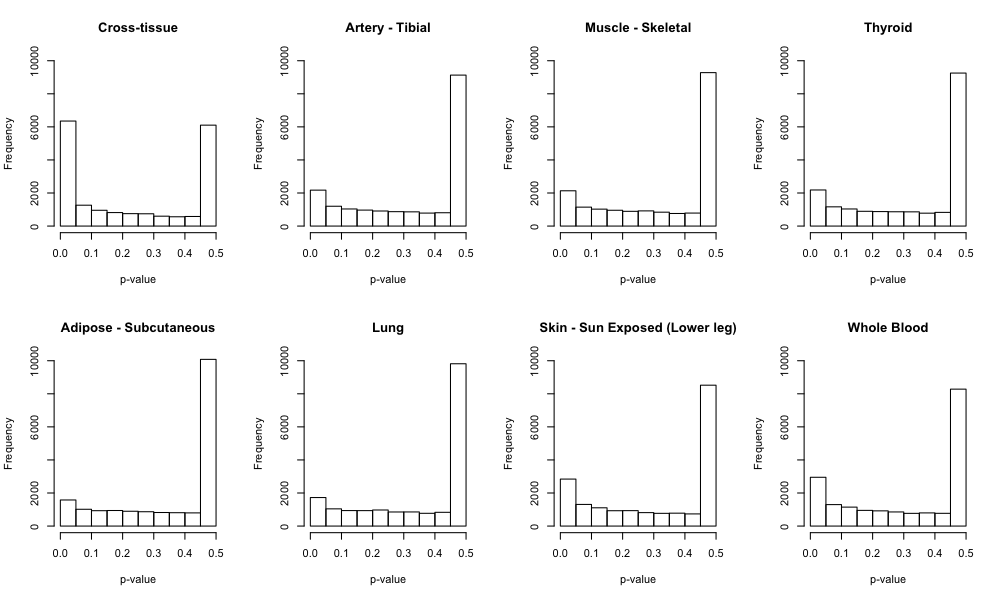 Cross-tissue
Frequency
0 2000 6000 10000
0.0 0.1 0.2 0.3 0.4 0.5
p-value
Artery - Tibial
Frequency
0 2000 6000 10000
0.0 0.1 0.2 0.3 0.4 0.5
p-value
Muscle - Skeletal
Frequency
0 2000 6000 10000
0.0 0.1 0.2 0.3 0.4 0.5
p-value
Thyroid
Frequency
0 2000 6000 10000
0.0 0.1 0.2 0.3 0.4 0.5
p-value
Adipose - Subcutaneous
Frequency
0 2000 6000 10000
0.0 0.1 0.2 0.3 0.4 0.5
p-value
Lung
Frequency
0 2000 6000 10000
0.0 0.1 0.2 0.3 0.4 0.5
p-value
Skin - Sun Exposed (Lower leg)
Frequency
0 2000 6000 10000
0.0 0.1 0.2 0.3 0.4 0.5
p-value
Whole Blood
Frequency
0 2000 6000 10000
0.0 0.1 0.2 0.3 0.4 0.5
p-value